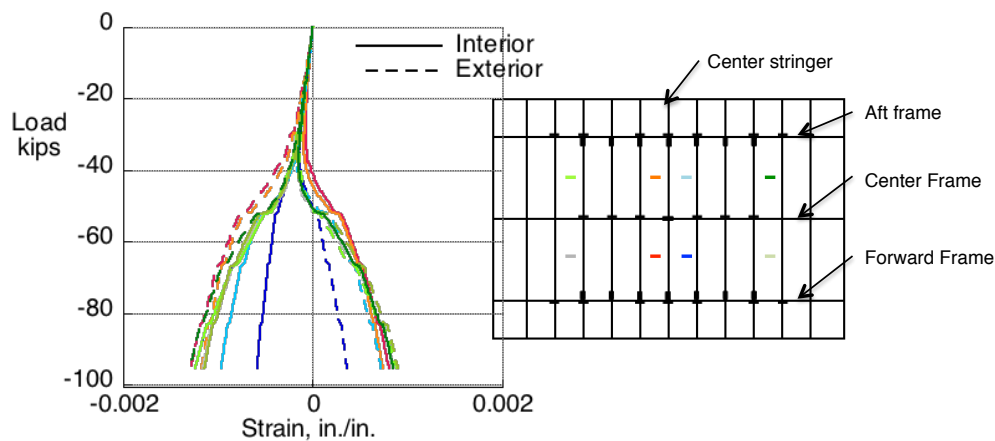 0
-20
-40
-60
-80
-100
Load
kips
-0.002
0
0.002
Strain, in./in.
Interior
Exterior
Center stringer
Aft frame
Center Frame
Forward Frame